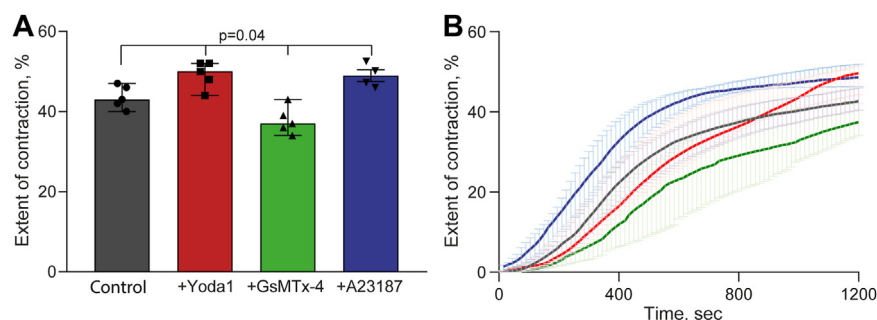 A
p=0.04
Extent of contraction, %
60
40
20
0
Control +Yoda1 +GsMTx-4 +A23187
B
Extent of contraction, %
60
40
20
0
0 400 800 1200
Time, sec